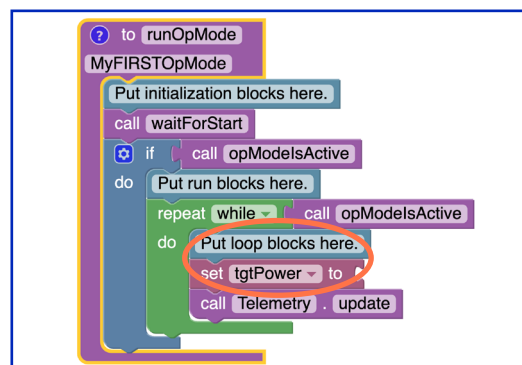 ? to runOpMode
MyFIRSTOpMode
Put initialization blocks here.
call waitForStart
if call opModeIsActive
do Put run blocks here.
repeat while call opModeIsActive
do Put loop blocks here.
set tgtPower to
call Telemetry . update